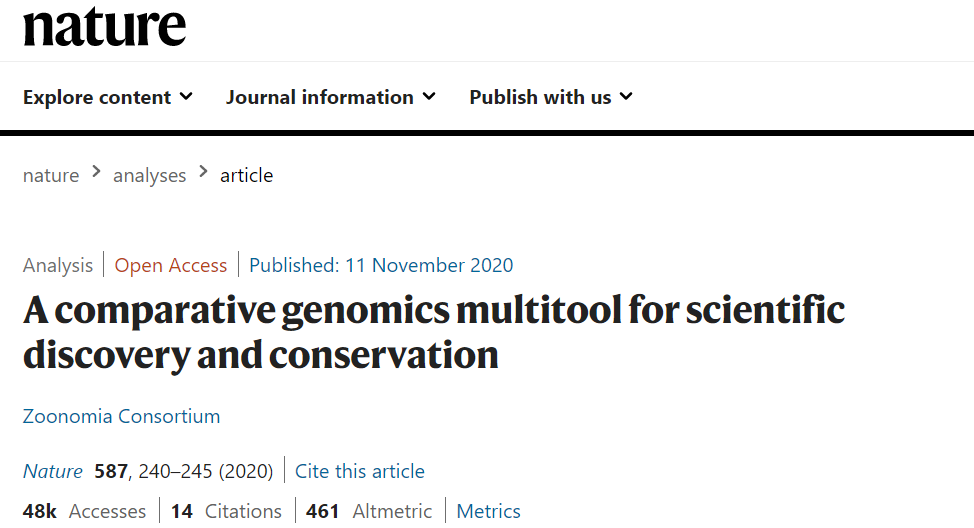 nature
Explore content Journal information Publish with us
nature > analyses > article
Analysis | Open Access | Published: 11 November 2020
A comparative genomics multitool for scientific
discovery and conservation
Zoonomia Consortium
Nature 587, 240–245 (2020) | Cite this article
48k Accesses | 14 Citations | 461 Altmetric | Metrics